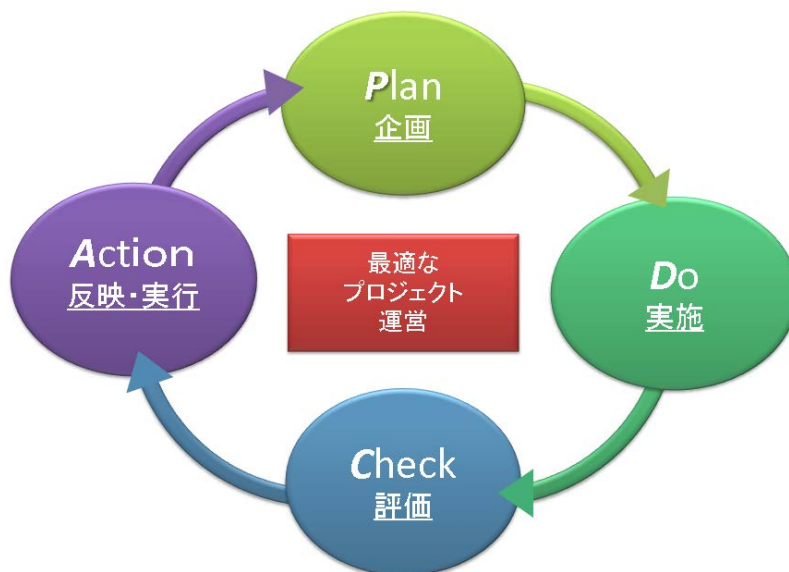 Plan
企画
Do
実施
Check
評価
Action
反映・実行
最適な
プロジェクト
運営